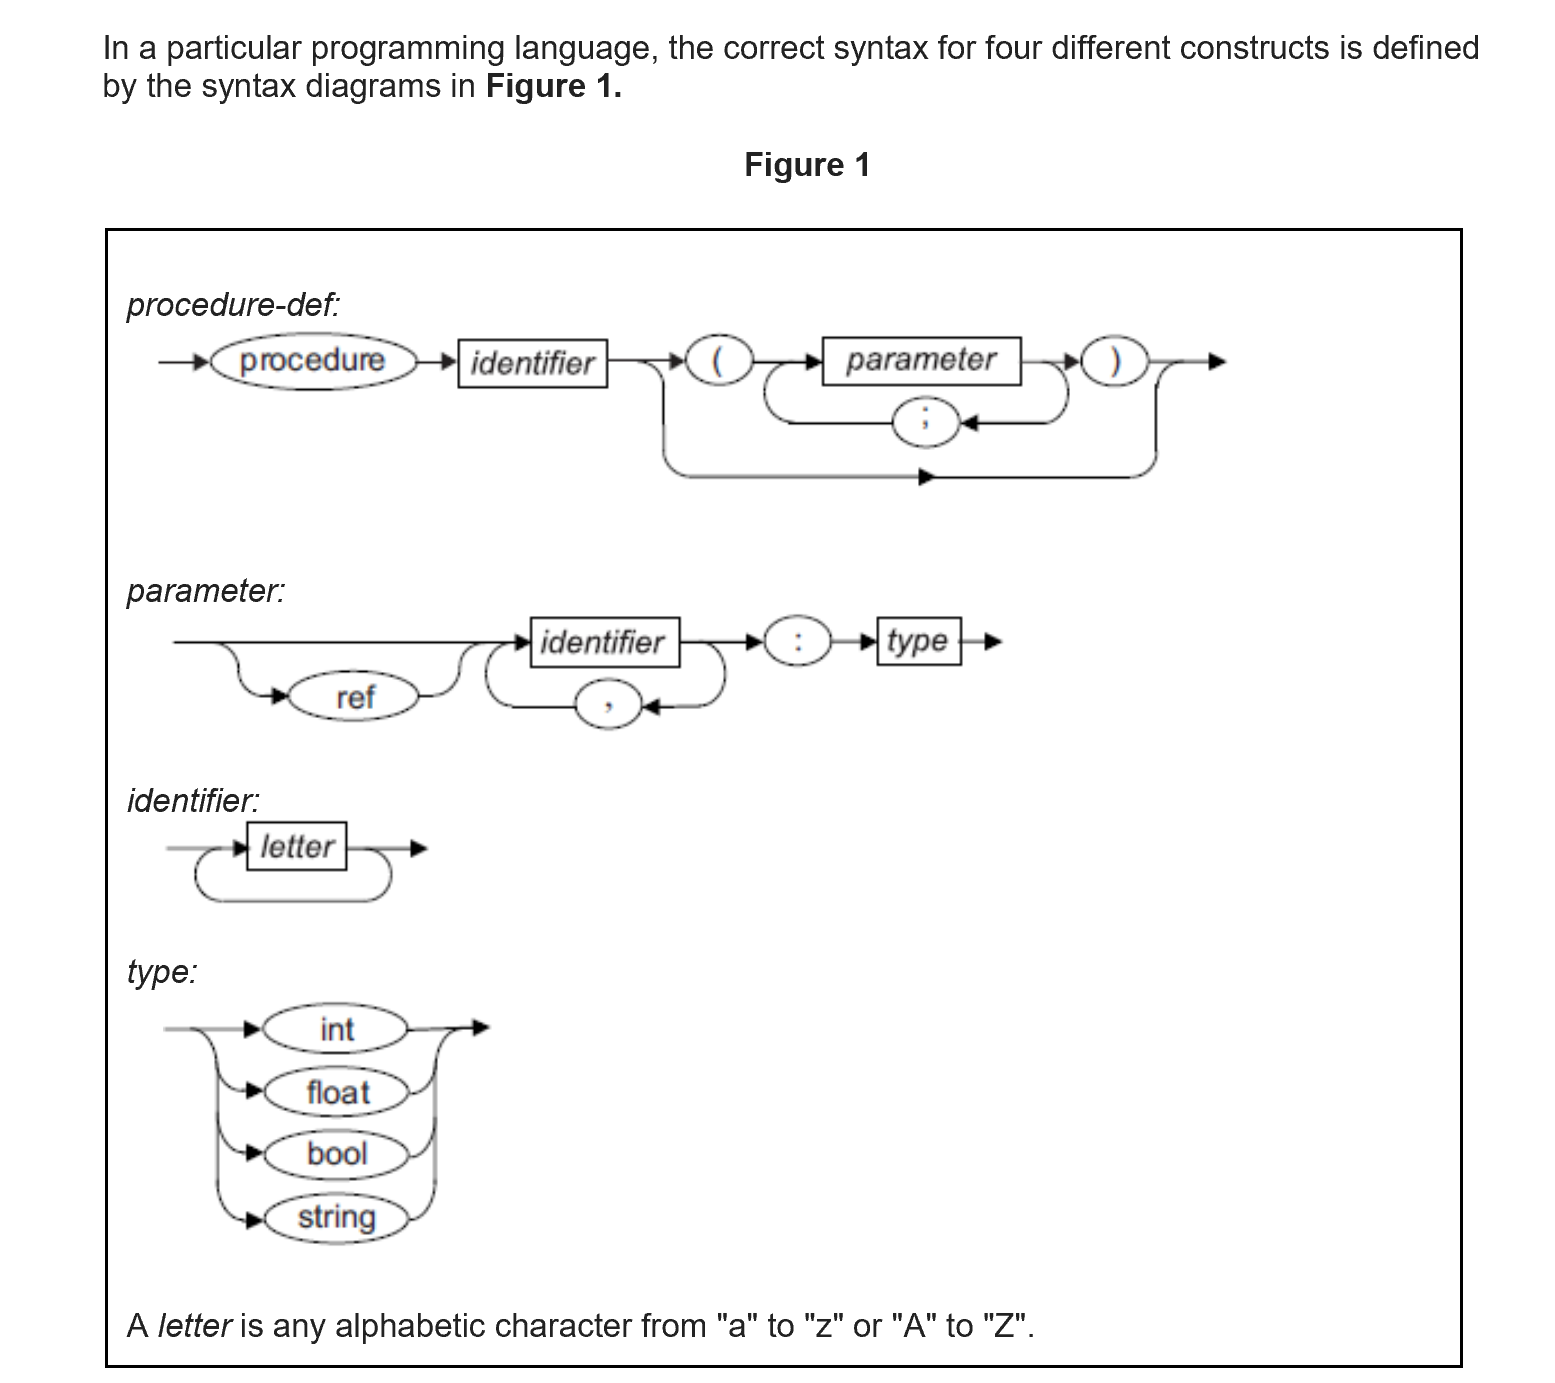 In a particular programming language, the correct syntax for four different constructs is defined
by the syntax diagrams in Figure 1.
Figure 1
procedure-def:
procedure identifier ( parameter )
;
parameter:
identifier : type
ref ,
identifier:
letter
type:
int
float
bool
string
A letter is any alphabetic character from "a" to "z" or "A" to "Z".